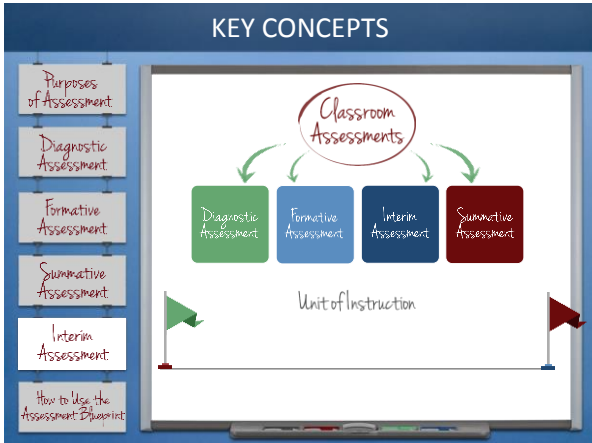 KEY CONCEPTS
Purposes
of Assessment
Diagnostic
Assessment
Formative
Assessment
Summative
Assessment
Interim
Assessment
How to Use the
Assessment Blueprint
Classroom
Assessments
Diagnostic
Assessment
Formative
Assessment
Interim
Assessment
Summative
Assessment
Unit of Instruction